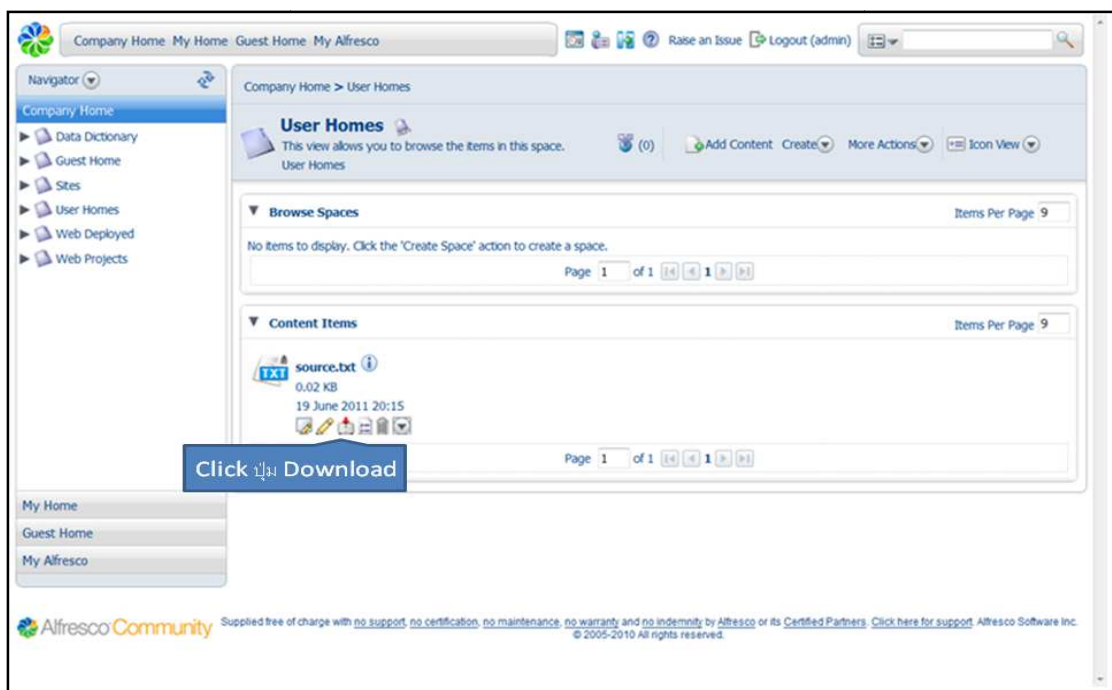 Company Home My Home Guest Home My Alfresco
Raise an Issue Logout (admin)
Navigator
Company Home
Data Dictionary
Guest Home
Sites
User Homes
Web Deployed
Web Projects
Company Home > User Homes
User Homes
This view allows you to browse the items in this space.
User Homes
(0)
Add Content Create More Actions Icon View
Browse Spaces
Items Per Page 9
No items to display. Click the 'Create Space' action to create a space.
Page 1 of 1 1
Content Items
Items Per Page 9
TXT
source.txt
0.02 KB
19 June 2011 20:15
Click ปุ่ม Download
Page 1 of 1 1
My Home
Guest Home
My Alfresco
Alfresco Community
Supplied free of charge with no support, no certification, no maintenance, no warranty and no indemnity by Alfresco or its Certified Partners. Click here for support. Alfresco Software Inc.
© 2005-2010 All rights reserved.